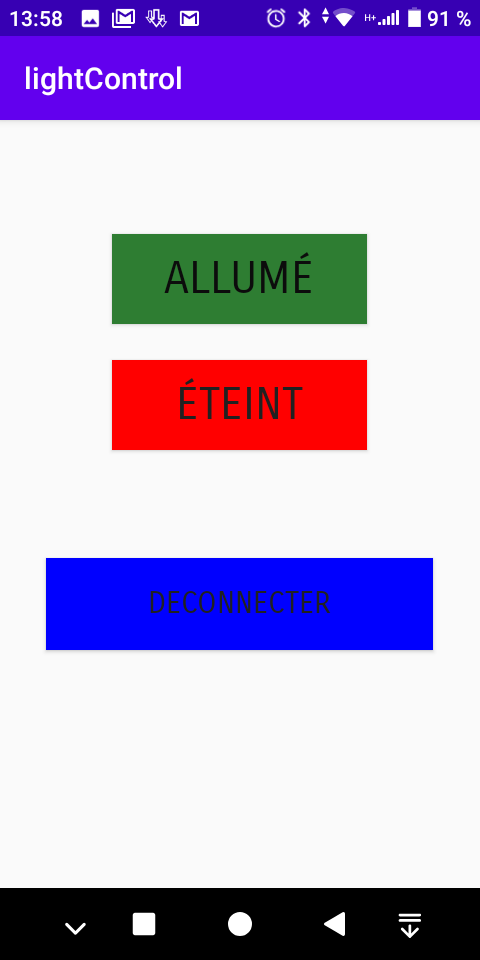 13:58 H+ 91 %
lightControl
ALLUMÉ
ÉTEINT
DECONNECTER